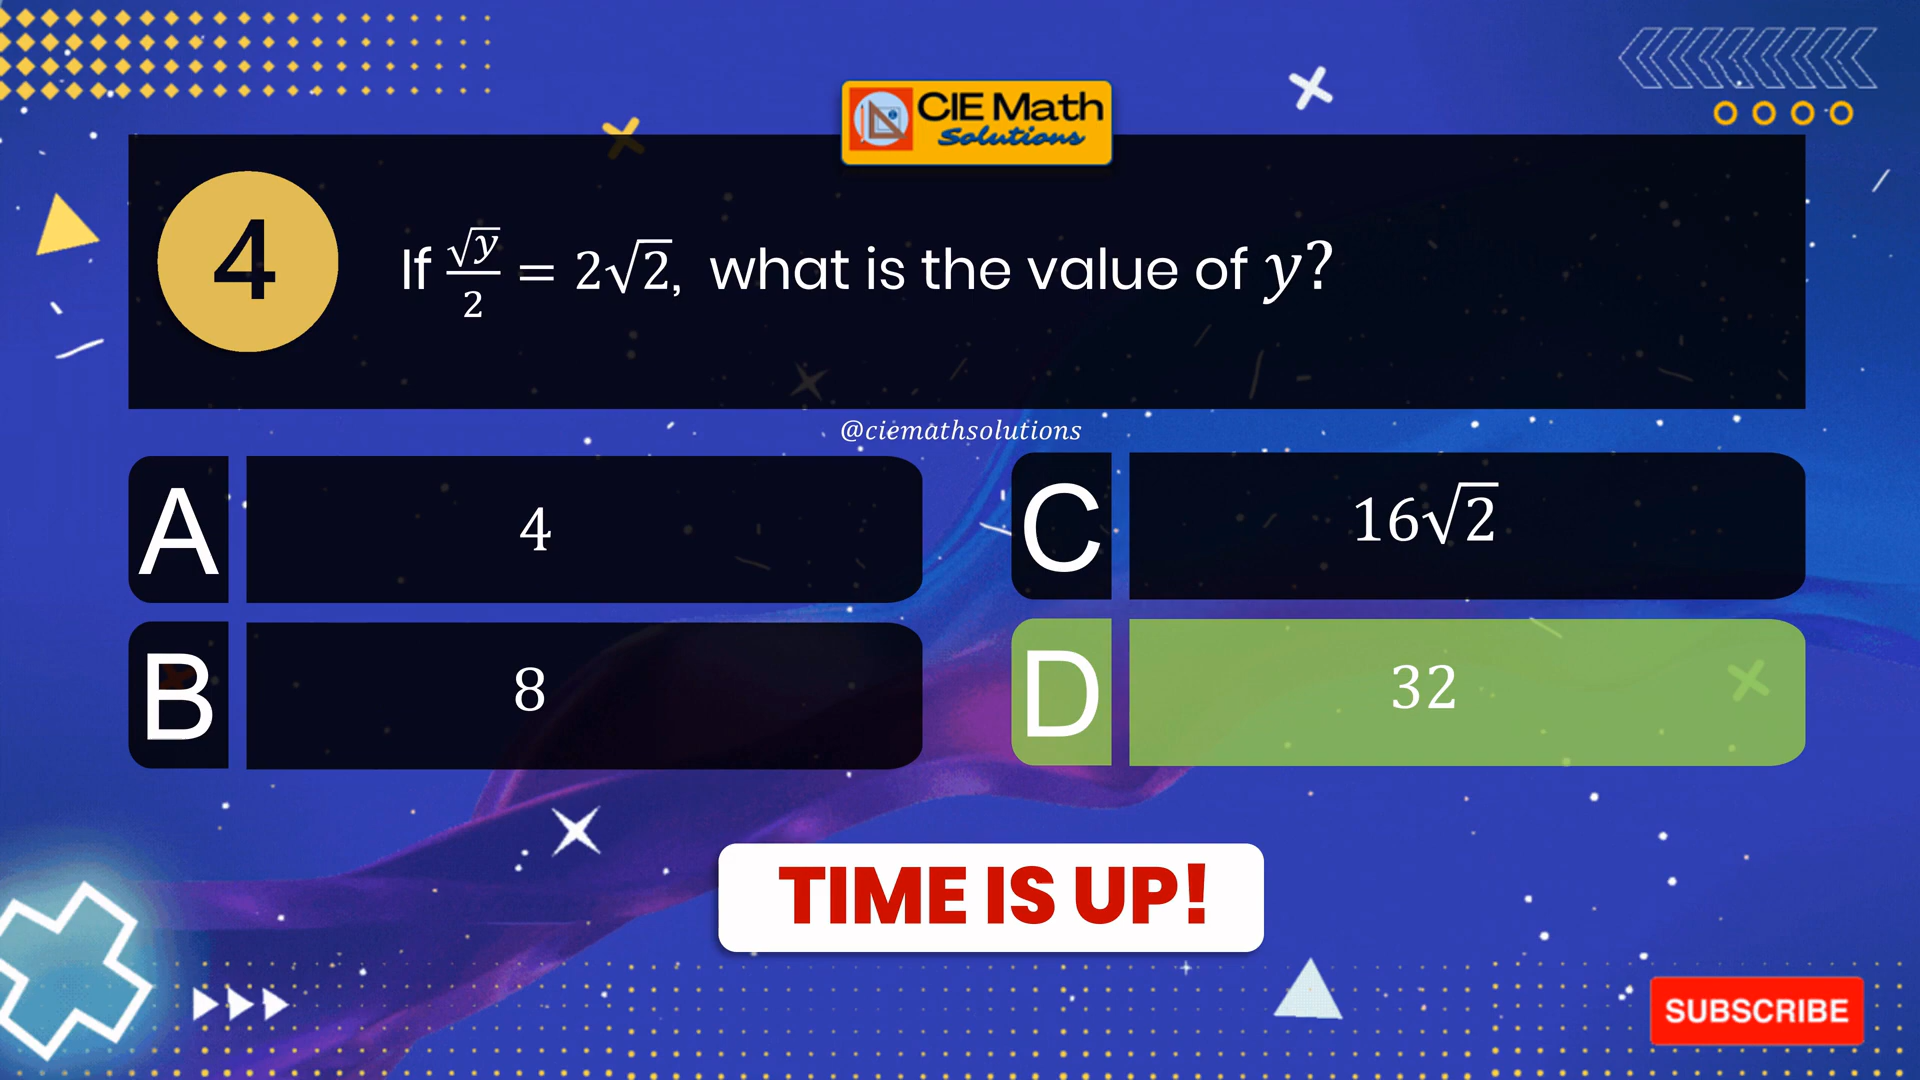 CIE Math
Solutions
4
If √y/2 = 2√2, what is the value of y?
@ciemathsolutions
A 4
C 16√2
B 8
D 32
TIME IS UP!
SUBSCRIBE